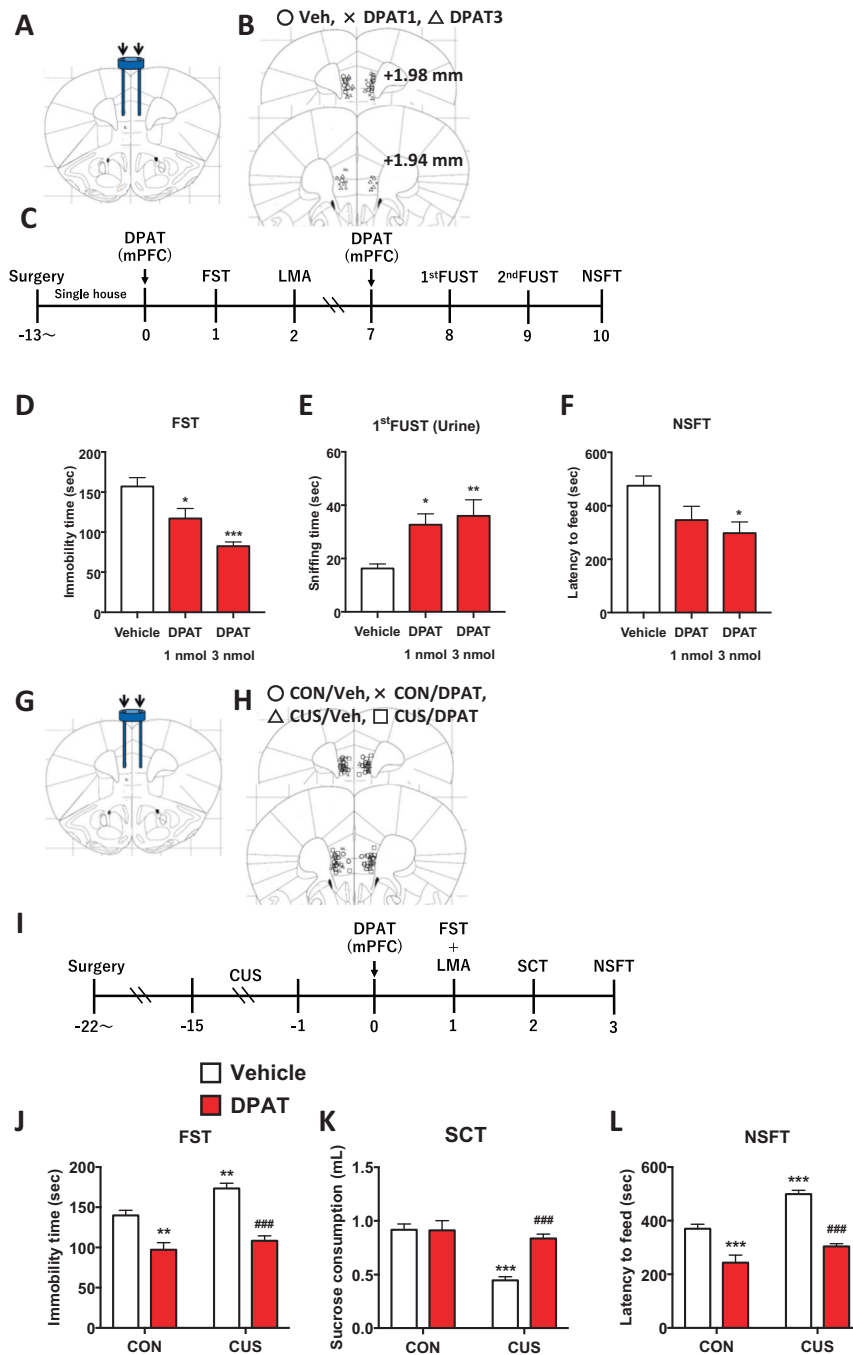 A
B
○ Veh, × DPAT1, △ DPAT3
+1.98 mm
+1.94 mm
C
DPAT
(mPFC)
DPAT
(mPFC)
Surgery
Single house
FST
LMA
1stFUST
2ndFUST
NSFT
-13～
0
1
2
7
8
9
10
D
FST
Immobility time (sec)
200
150
100
50
0
*
***
Vehicle
DPAT
DPAT
1 nmol
3 nmol
E
1stFUST (Urine)
Sniffing time (sec)
60
40
20
0
*
**
Vehicle
DPAT
DPAT
1 nmol
3 nmol
F
NSFT
Latency to feed (sec)
600
400
200
0
*
Vehicle
DPAT
DPAT
1 nmol
3 nmol
G
H
○ CON/Veh, × CON/DPAT,
△ CUS/Veh, □ CUS/DPAT
I
DPAT
(mPFC)
FST
+
LMA
Surgery
CUS
SCT
NSFT
-22～
-15
-1
0
1
2
3
Vehicle
DPAT
J
FST
Immobility time (sec)
200
150
100
50
0
**
**
###
CON
CUS
K
SCT
Sucrose consumption (mL)
1.5
1.0
0.5
0
***
###
CON
CUS
L
NSFT
Latency to feed (sec)
600
400
200
0
***
***
###
CON
CUS